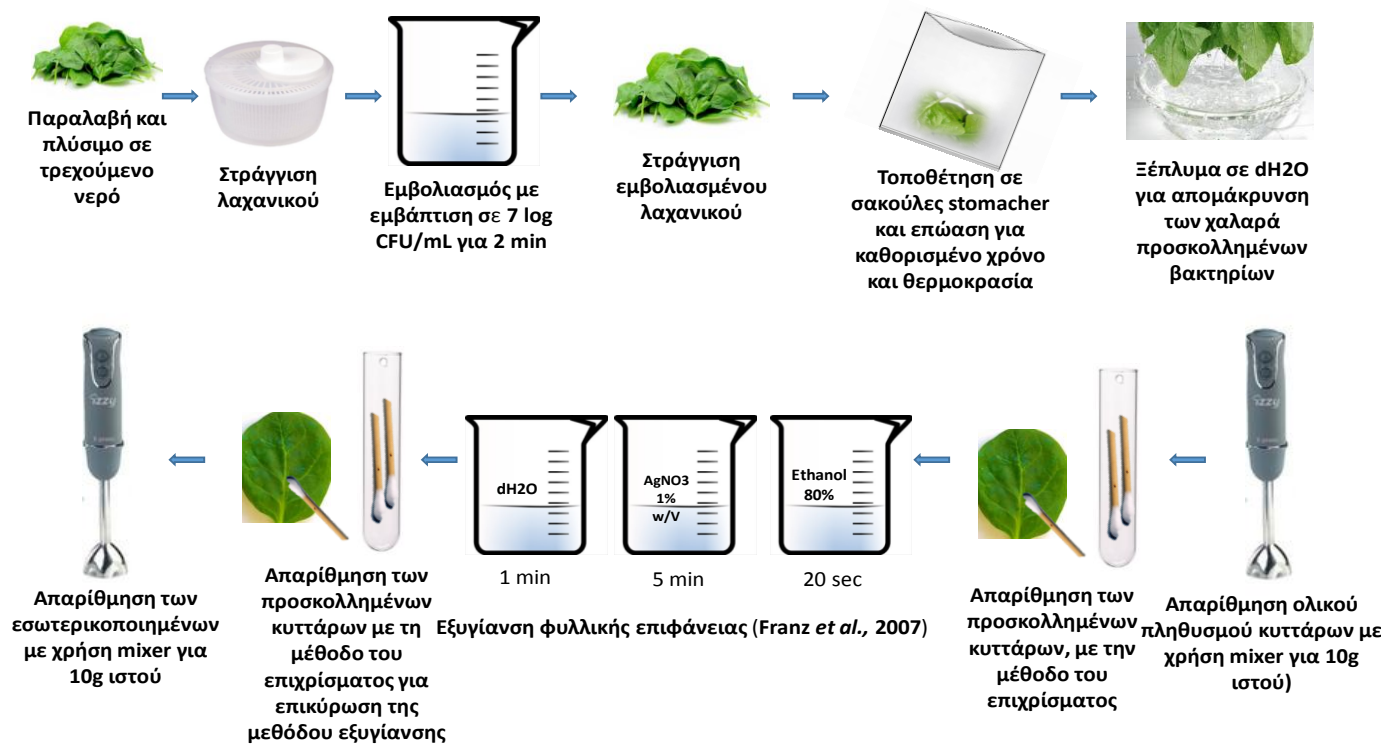 Παραλαβή και
πλύσιμο σε
τρεχούμενο
νερό
Στράγγιση
λαχανικού
Εμβολιασμός με
εμβάπτιση σε 7 log
CFU/mL για 2 min
Στράγγιση
εμβολιασμένου
λαχανικού
Τοποθέτηση σε
σακούλες stomacher
και επώαση για
καθορισμένο χρόνο
και θερμοκρασία
Ξέπλυμα σε dH2O
για απομάκρυνση
των χαλαρά
προσκολλημένων
βακτηρίων
izzy
Απαρίθμηση ολικού
πληθυσμού κυττάρων με
χρήση mixer για 10g
ιστού)
Απαρίθμηση των
προσκολλημένων
κυττάρων, με την
μέθοδο του
επιχρίσματος
Ethanol
80%
20 sec
AgNO3
1%
w/V
5 min
dH2O
1 min
Εξυγίανση φυλλικής επιφάνειας (Franz et al., 2007)
Απαρίθμηση των
προσκολλημένων
κυττάρων με τη
μέθοδο του
επιχρίσματος για
επικύρωση της
μεθόδου εξυγίανσης
izzy
Απαρίθμηση των
εσωτερικοποιημένων
με χρήση mixer για
10g ιστού